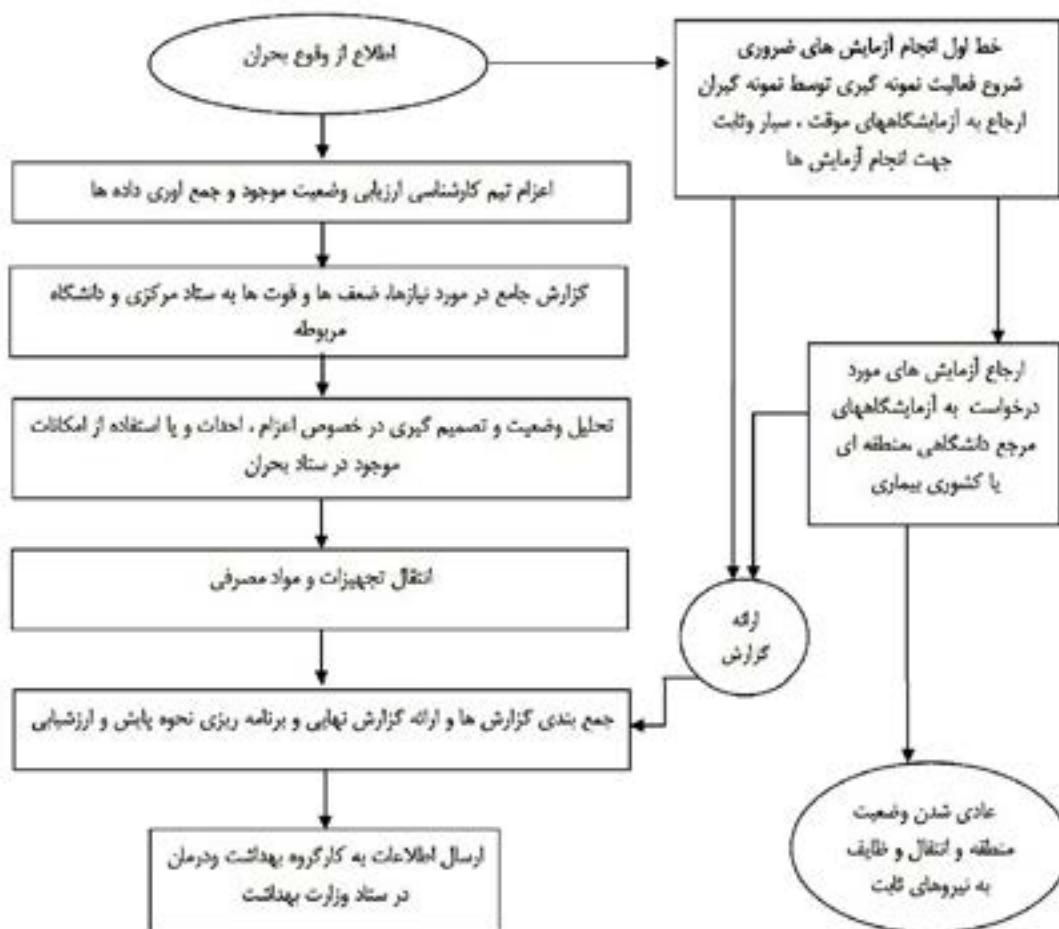 اطلاع از وقوع بحران
خط اول انجام آزمایش های ضروری
شروع فعالیت نمونه گیری توسط نمونه گیران
ارجاع به آزمایشگاههای موقت ، سیار وثابت
جهت انجام آزمایش ها
اعزام تیم کارشناسی ارزیابی وضعیت موجود و جمع اوری داده ها
گزارش جامع در مورد نیازها، ضعف ها و قوت ها به ستاد مرکزی و دانشگاه
مربوطه
ارجاع آزمایش های مورد
درخواست به آزمایشگاههای
مرجع دانشگاهی ،منطقه ای
یا کشوری بیماری
تحلیل وضعیت و تصمیم گیری در خصوص اعزام ، احداث و یا استفاده از امکانات
موجود در ستاد بحران
انتقال تجهیزات و مواد مصرفی
ارائه
گزارش
جمع بندی گزارش ها و ارائه گزارش نهایی و برنامه ریزی نحوه پایش و ارزشیابی
عادی شدن وضعیت
منطقه و انتقال و ظایف
به نیروهای ثابت
ارسال اطلاعات به کارگروه بهداشت ودرمان
در ستاد وزارت بهداشت